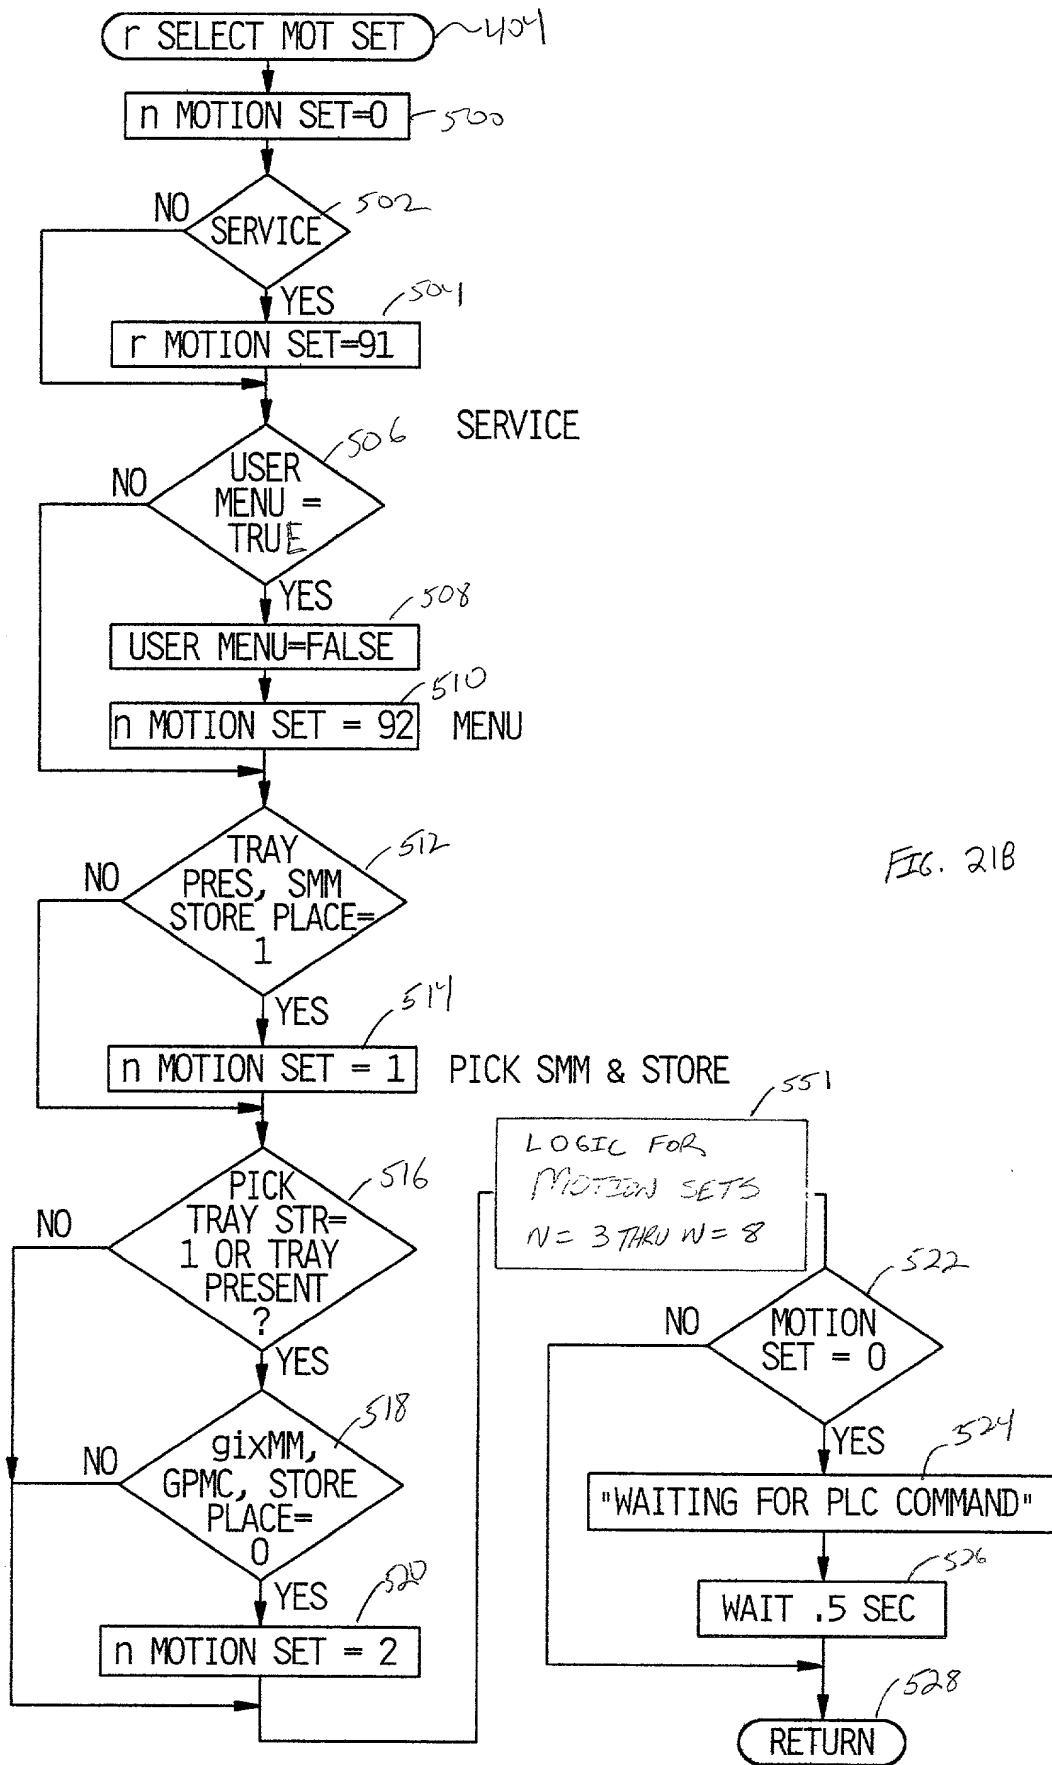 r SELECT MOT SET
404
n MOTION SET=0
500
502
NO
SERVICE
YES
504
r MOTION SET=91
SERVICE
506
NO
USER
MENU =
TRUE
YES
508
USER MENU=FALSE
510
n MOTION SET = 92
MENU
512
NO
TRAY
PRES, SMM
STORE PLACE=
1
YES
514
n MOTION SET = 1
PICK SMM & STORE
516
NO
PICK
TRAY STR=
1 OR TRAY
PRESENT
?
YES
518
NO
gixMM,
GPMC, STORE
PLACE=
0
YES
520
n MOTION SET = 2
551
LOGIC FOR
MOTION SETS
N = 3 THRU N = 8
522
NO
MOTION
SET = 0
YES
524
"WAITING FOR PLC COMMAND"
526
WAIT .5 SEC
528
RETURN
FIG. 21B